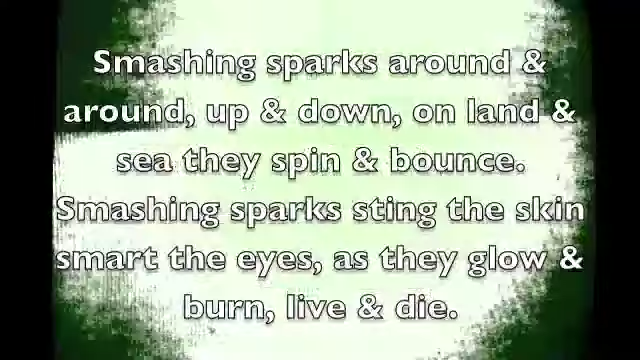 Smashing sparks around &
around, up & down, on land &
sea they spin & bounce.
Smashing sparks sting the skin
smart the eyes, as they glow &
burn, live & die.